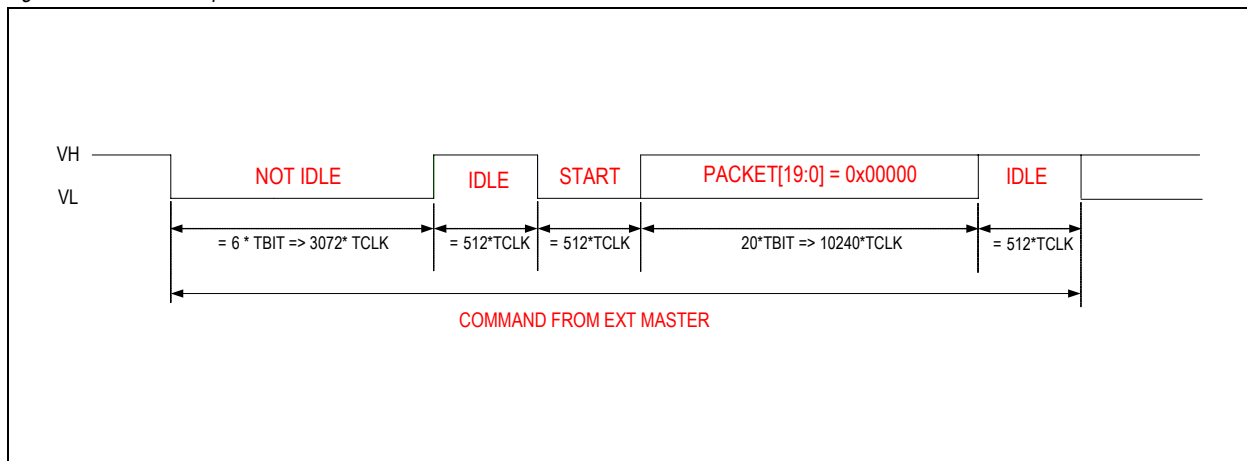 VH
VL
NOT IDLE
IDLE
START
PACKET[19:0] = 0x00000
IDLE
= 6 * TBIT => 3072* TCLK
= 512*TCLK
= 512*TCLK
20*TBIT => 10240*TCLK
= 512*TCLK
COMMAND FROM EXT MASTER